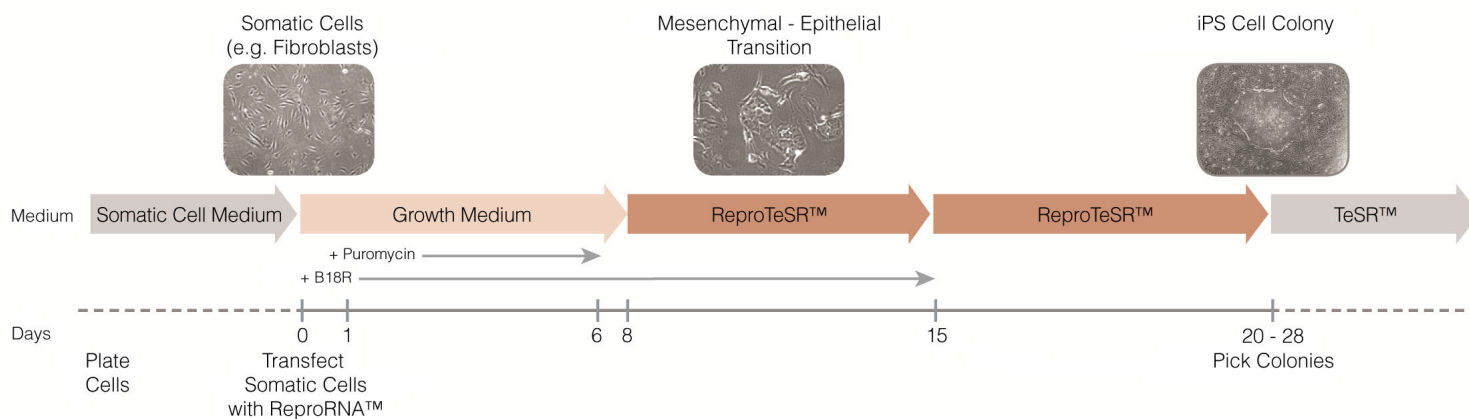 Somatic Cells
(e.g. Fibroblasts)
Mesenchymal - Epithelial
Transition
iPS Cell Colony
Medium
Somatic Cell Medium
Growth Medium
ReproTeSR™
ReproTeSR™
TeSR™
+ Puromycin
+ B18R
Days
0
1
6
8
15
20 - 28
Plate
Cells
Transfect
Somatic Cells
with ReproRNA™
Pick Colonies